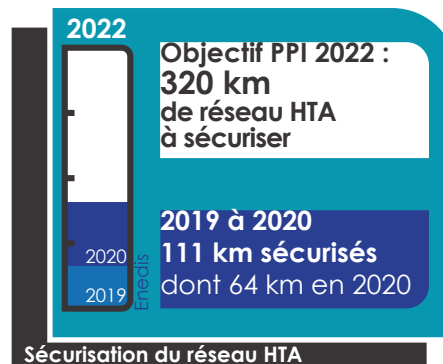 2022
Objectif PPI 2022 :
320 km
de réseau HTA
à sécuriser
2019 à 2020
111 km sécurisés
dont 64 km en 2020
2020
2019
Enedis
Sécurisation du réseau HTA